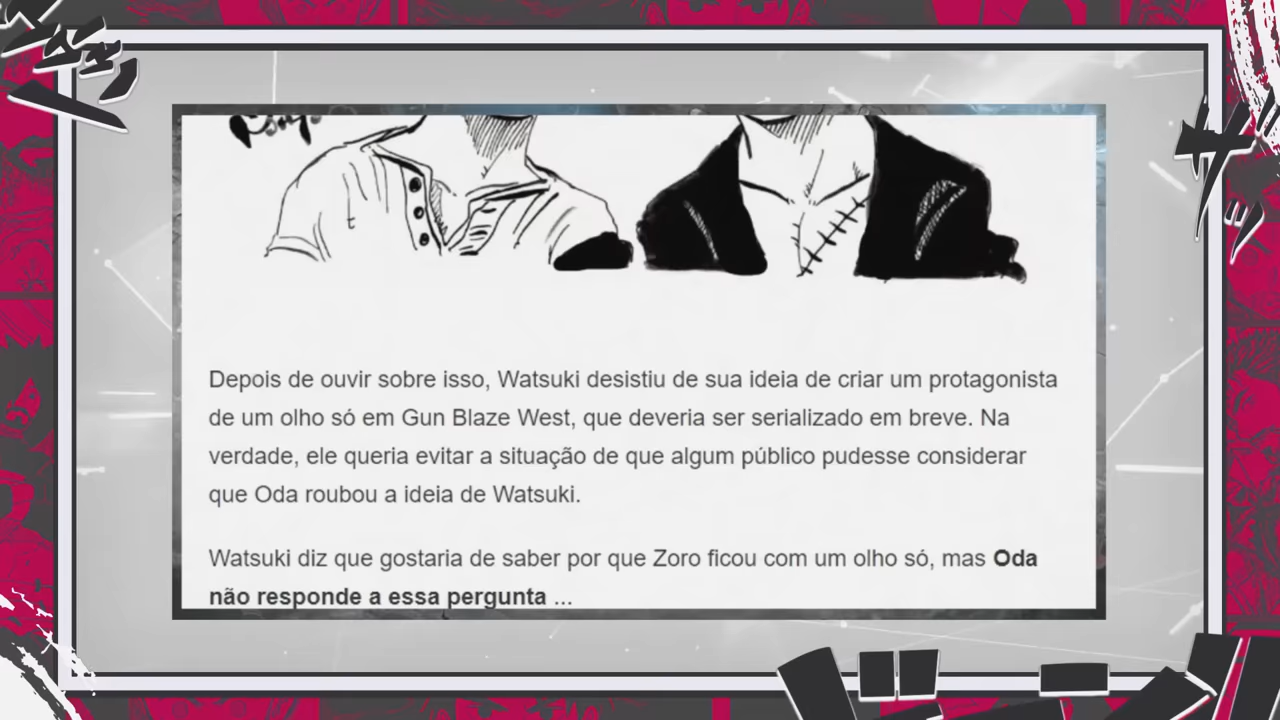 Depois de ouvir sobre isso, Watsuki desistiu de sua ideia de criar um protagonista
de um olho só em Gun Blaze West, que deveria ser serializado em breve. Na
verdade, ele queria evitar a situação de que algum público pudesse considerar
que Oda roubou a ideia de Watsuki.
Watsuki diz que gostaria de saber por que Zoro ficou com um olho só, mas Oda
não responde a essa pergunta ...